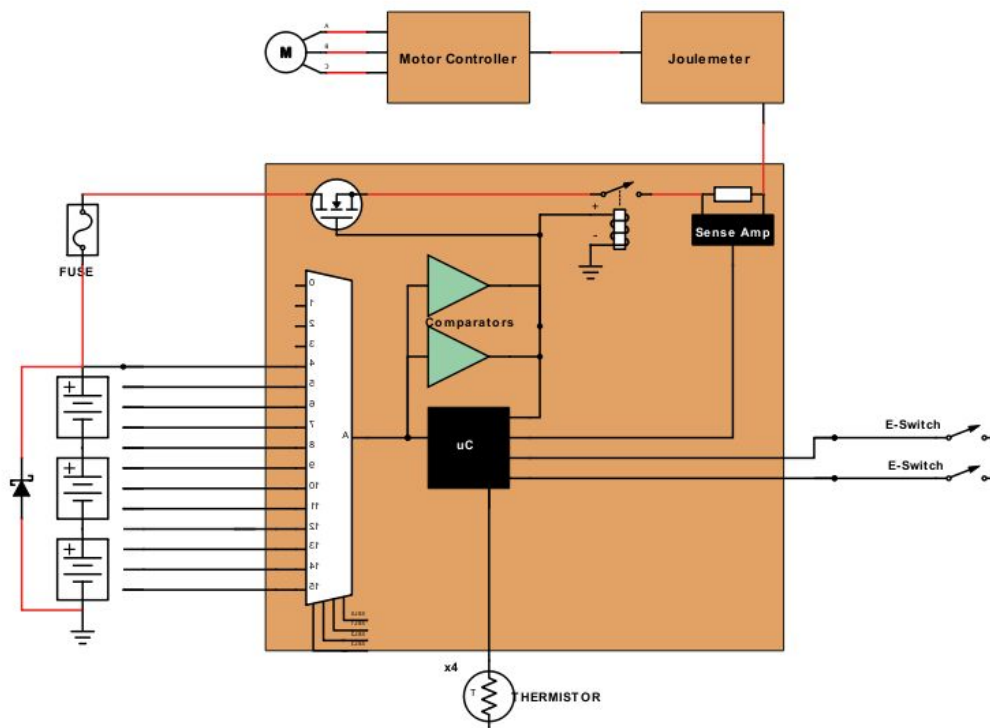 A
B
C
M
Motor Controller
Joulemeter
+
-
Sense Amp
FUSE
0
1
2
3
4
5
6
7
8
9
10
11
12
13
14
15
A
Comparators
uC
E-Switch
E-Switch
+
+
+
x4
T
THERMISTOR